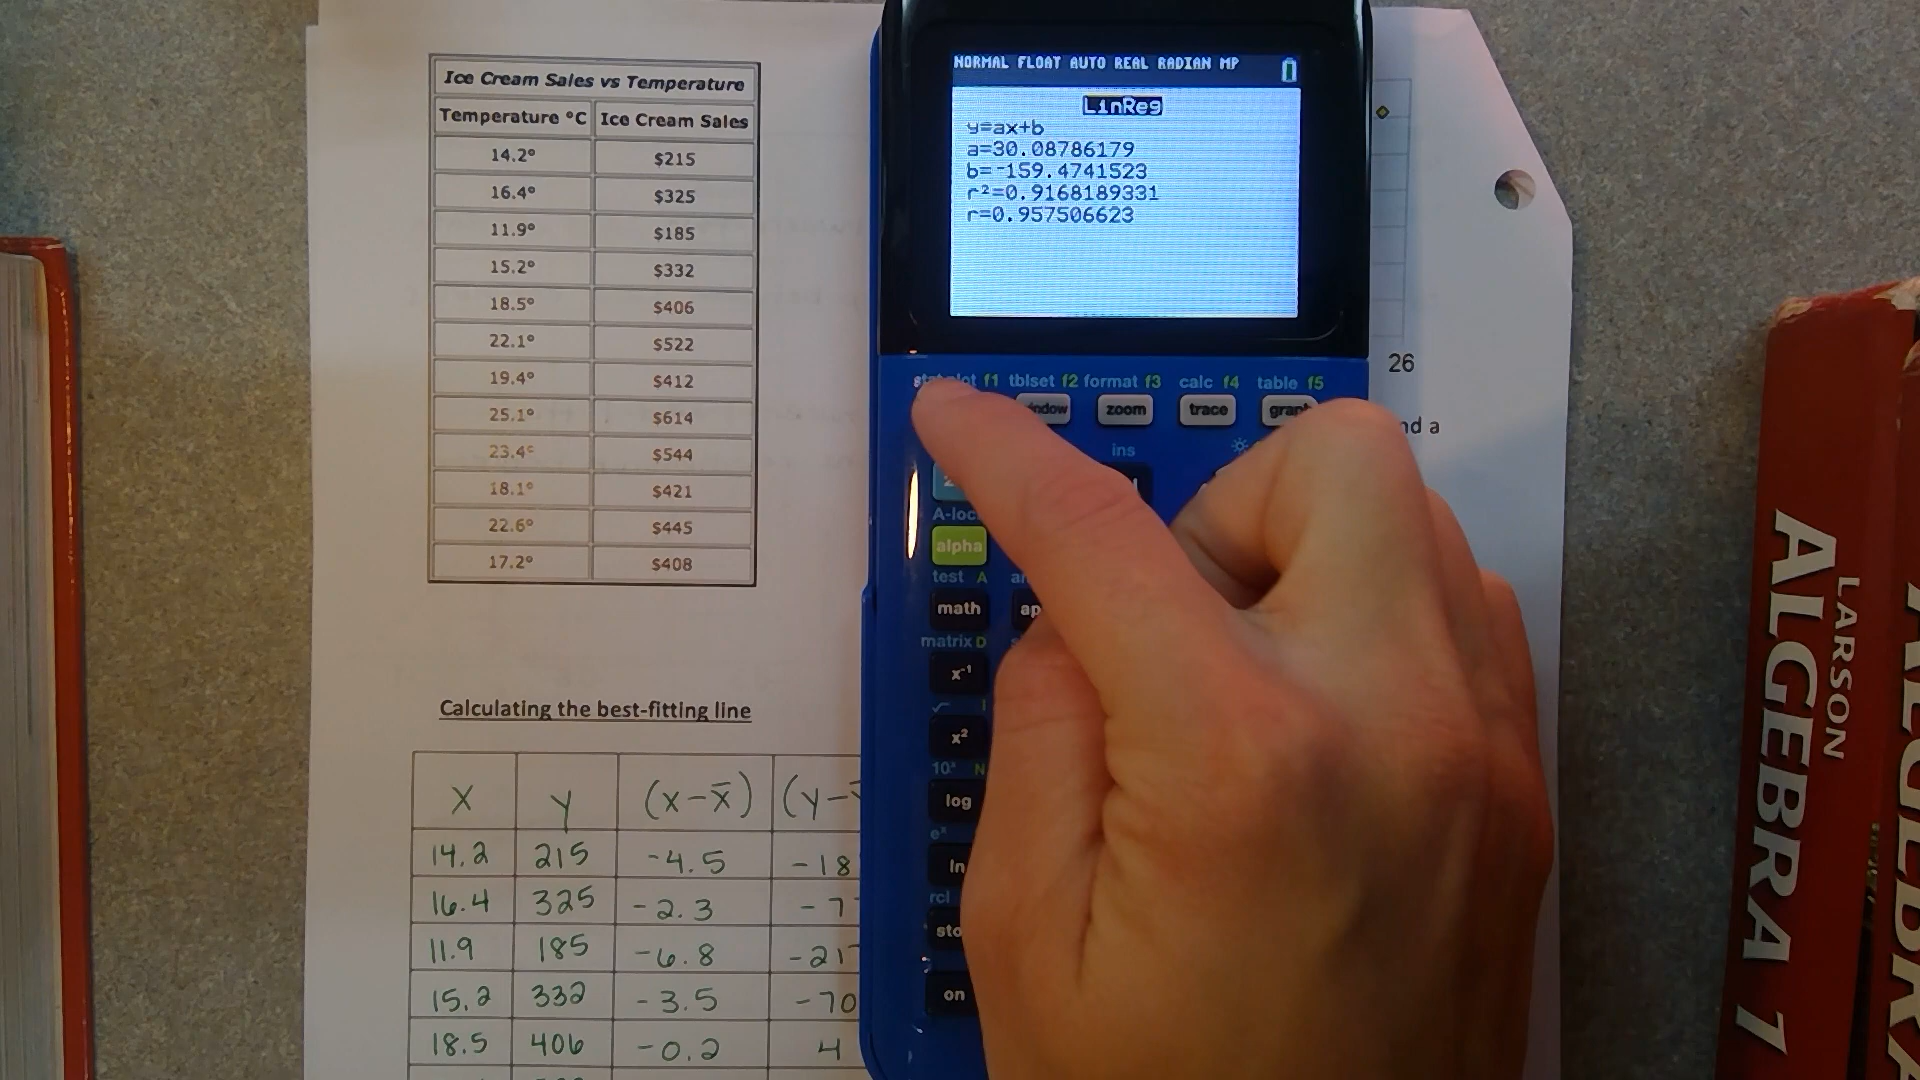 Ice Cream Sales vs Temperature
Temperature °C Ice Cream Sales
14.2° $215
16.4° $325
11.9° $185
15.2° $332
18.5° $406
22.1° $522
19.4° $412
25.1° $614
23.4° $544
18.1° $421
22.6° $445
17.2° $408
Calculating the best-fitting line
x y (x-x̄) (y-
14.2 215 -4.5 -18
16.4 325 -2.3 -7
11.9 185 -6.8 -21
15.2 332 -3.5 -70
18.5 406 -0.2 4
NORMAL FLOAT AUTO REAL RADIAN MP
LinReg
y=ax+b
a=30.08786179
b=-159.4741523
r²=0.9168189331
r=0.957506623
plot f1 tblset f2 format f3 calc f4 table f5
zoom trace
ins
alpha
test A
math
matrix D
x⁻¹
x²
N
log
eˣ
ln
rcl
sto
on
26
a
LARSON
ALGEBRA 1